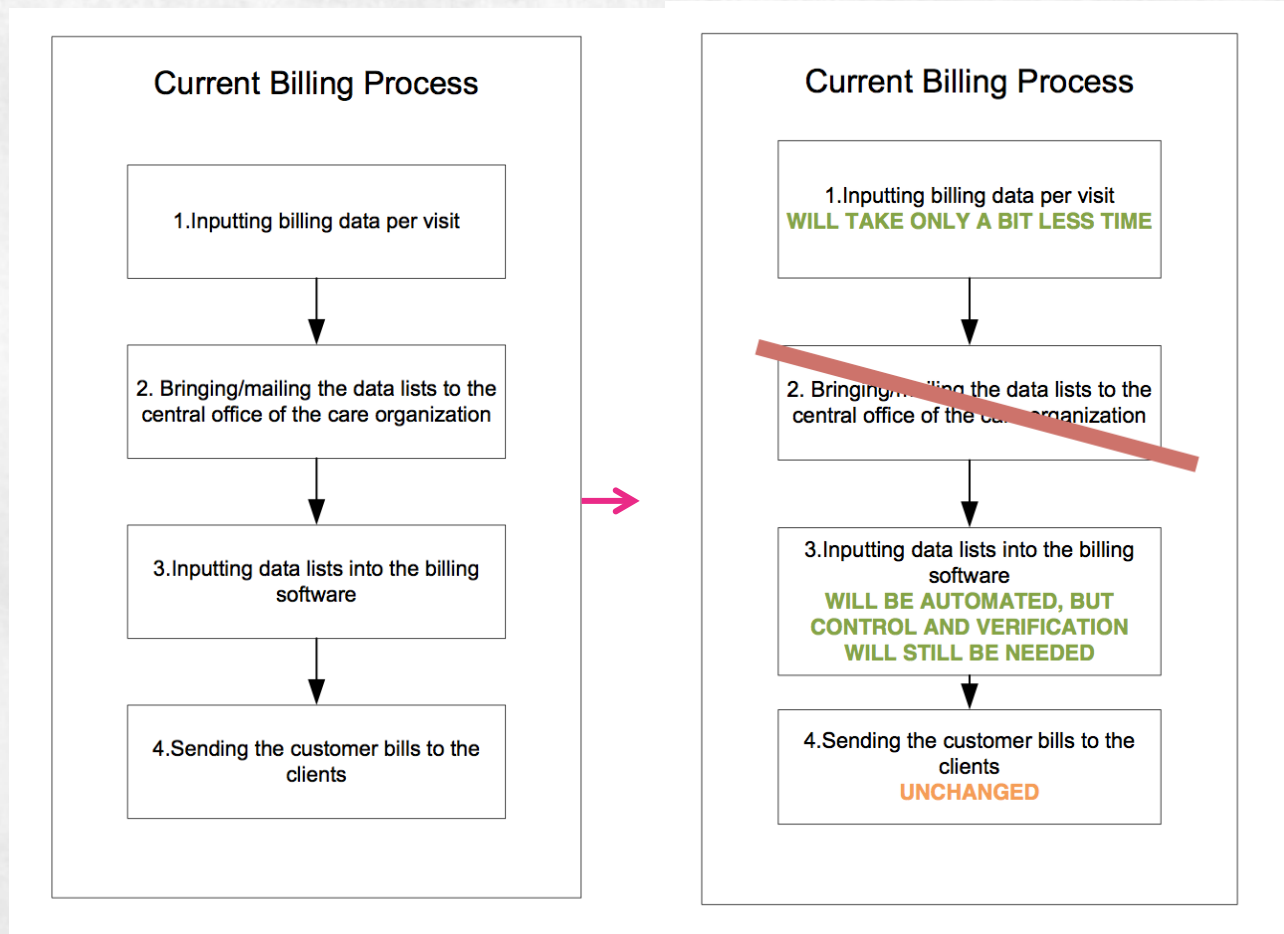 Current Billing Process
1.Inputting billing data per visit
2. Bringing/mailing the data lists to the
central office of the care organization
3.Inputting data lists into the billing
software
4.Sending the customer bills to the
clients
Current Billing Process
1.Inputting billing data per visit
WILL TAKE ONLY A BIT LESS TIME
2. Bringing/mailing the data lists to the
central office of the care organization
3.Inputting data lists into the billing
software
WILL BE AUTOMATED, BUT
CONTROL AND VERIFICATION
WILL STILL BE NEEDED
4.Sending the customer bills to the
clients
UNCHANGED